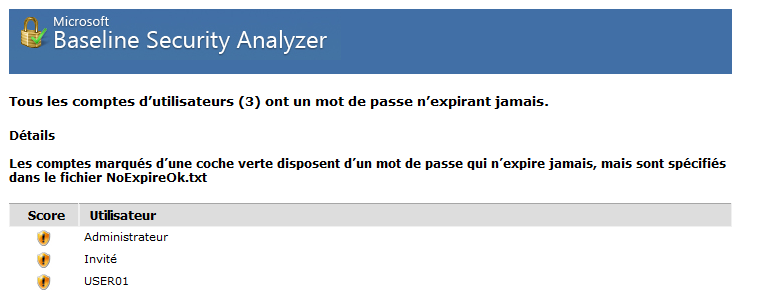 Microsoft
Baseline Security Analyzer
Tous les comptes d’utilisateurs (3) ont un mot de passe n’expirant jamais.
Détails
Les comptes marqués d’une coche verte disposent d’un mot de passe qui n’expire jamais, mais sont spécifiés
dans le fichier NoExpireOk.txt
Score Utilisateur
Administrateur
Invité
USER01